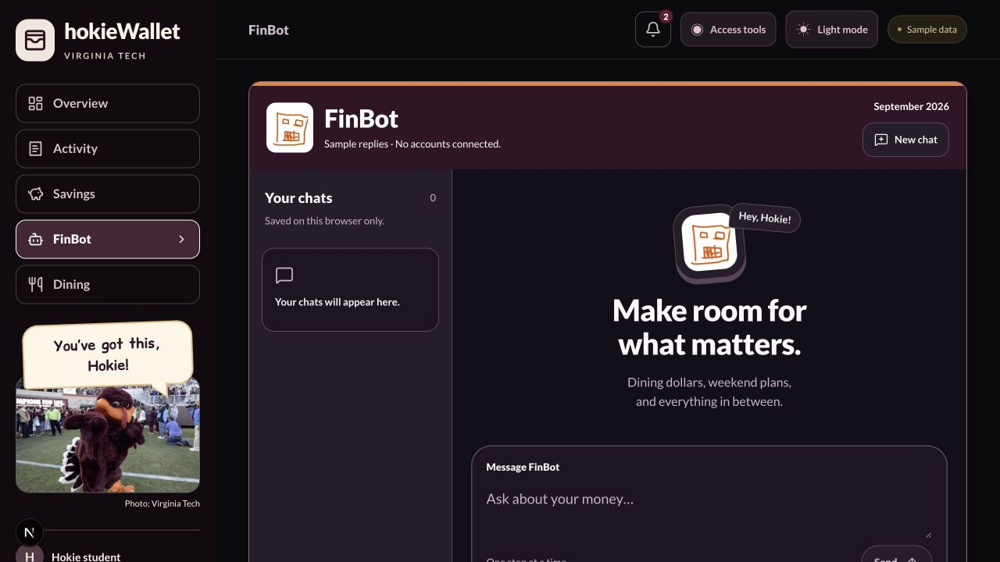 hokieWallet
VIRGINIA TECH
Overview
Activity
Savings
FinBot
Dining
You've got this,
Hokie!
Photo: Virginia Tech
N
H
Hokie student
FinBot
2
Access tools
Light mode
Sample data
FinBot
Sample replies · No accounts connected.
September 2026
New chat
Your chats
0
Saved on this browser only.
Your chats will appear here.
Hey, Hokie!
Make room for
what matters.
Dining dollars, weekend plans,
and everything in between.
Message FinBot
Ask about your money...
One step at a time
Send